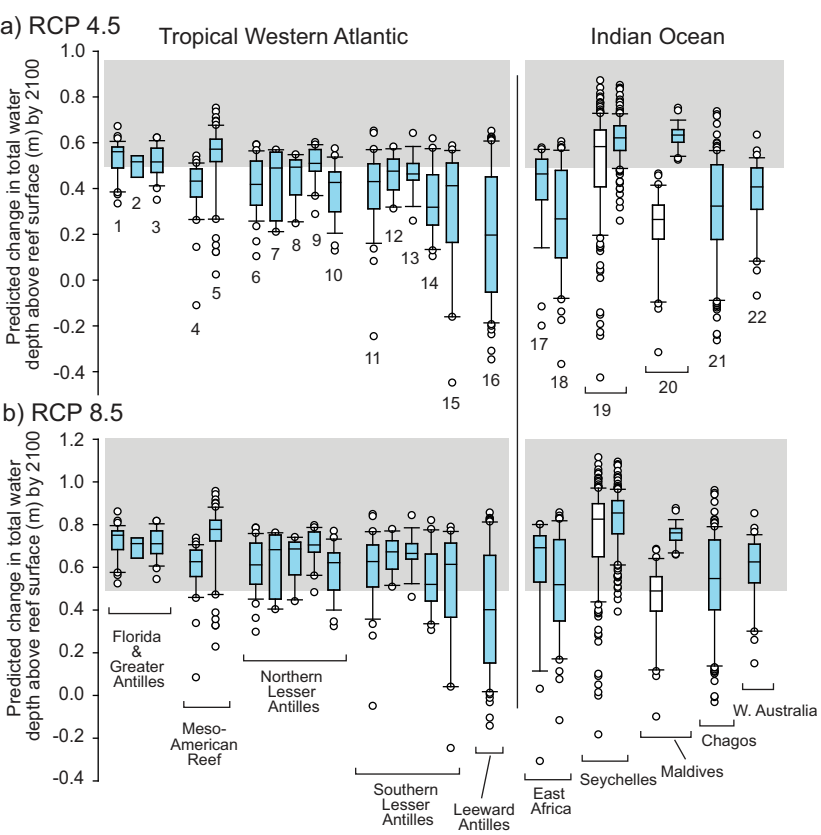 a) RCP 4.5
Tropical Western Atlantic
Indian Ocean
Predicted change in total water
depth above reef surface (m) by 2100
1.0
0.8
0.6
0.4
0.2
0.0
-0.2
-0.4
1
2
3
4
5
6
7
8
9
10
11
12
13
14
15
16
17
18
19
20
21
22
b) RCP 8.5
Predicted change in total water
depth above reef surface (m) by 2100
1.2
1.0
0.8
0.6
0.4
0.2
0.0
-0.2
-0.4
Florida
&
Greater
Antilles
Meso-
American
Reef
Northern
Lesser
Antilles
Southern
Lesser
Antilles
Leeward
Antilles
East
Africa
Seychelles
Maldives
Chagos
W. Australia